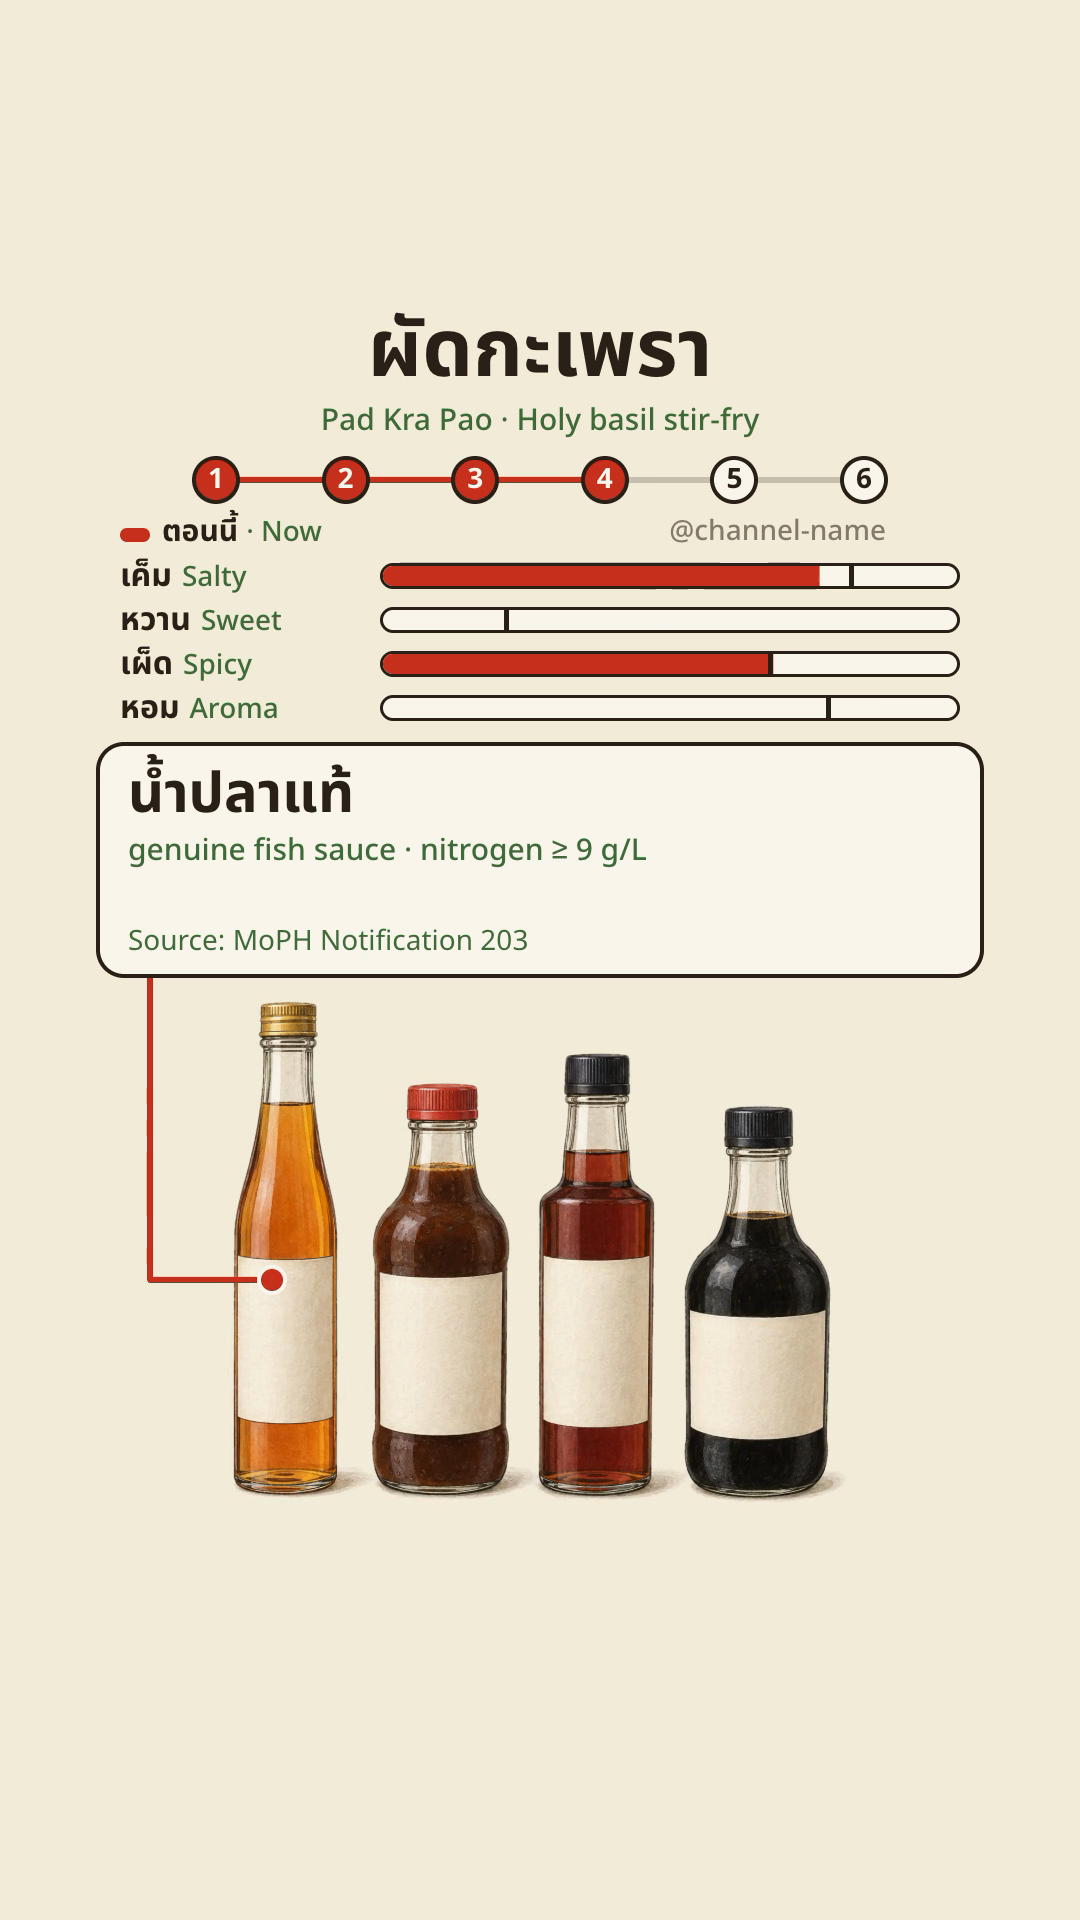 ผัดกะเพรา
Pad Kra Pao · Holy basil stir-fry
1 2 3 4 5 6
ตอนนี้ · Now @channel-name
เค็ม Salty
หวาน Sweet
เผ็ด Spicy
หอม Aroma
น้ำปลาแท้
genuine fish sauce · nitrogen ≥ 9 g/L
Source: MoPH Notification 203